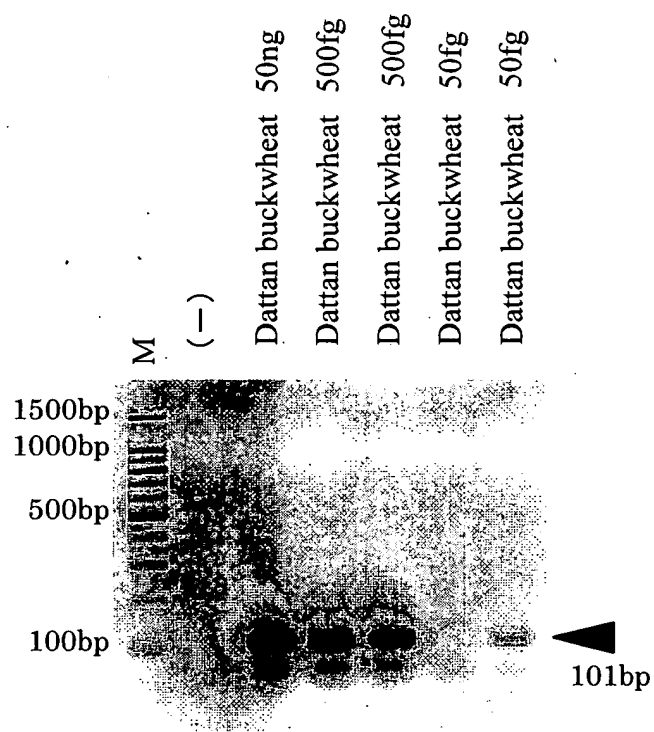 M
(—)
Dattan buckwheat 50ng
Dattan buckwheat 500fg
Dattan buckwheat 500fg
Dattan buckwheat 50fg
Dattan buckwheat 50fg
1500bp
1000bp
500bp
100bp
101bp